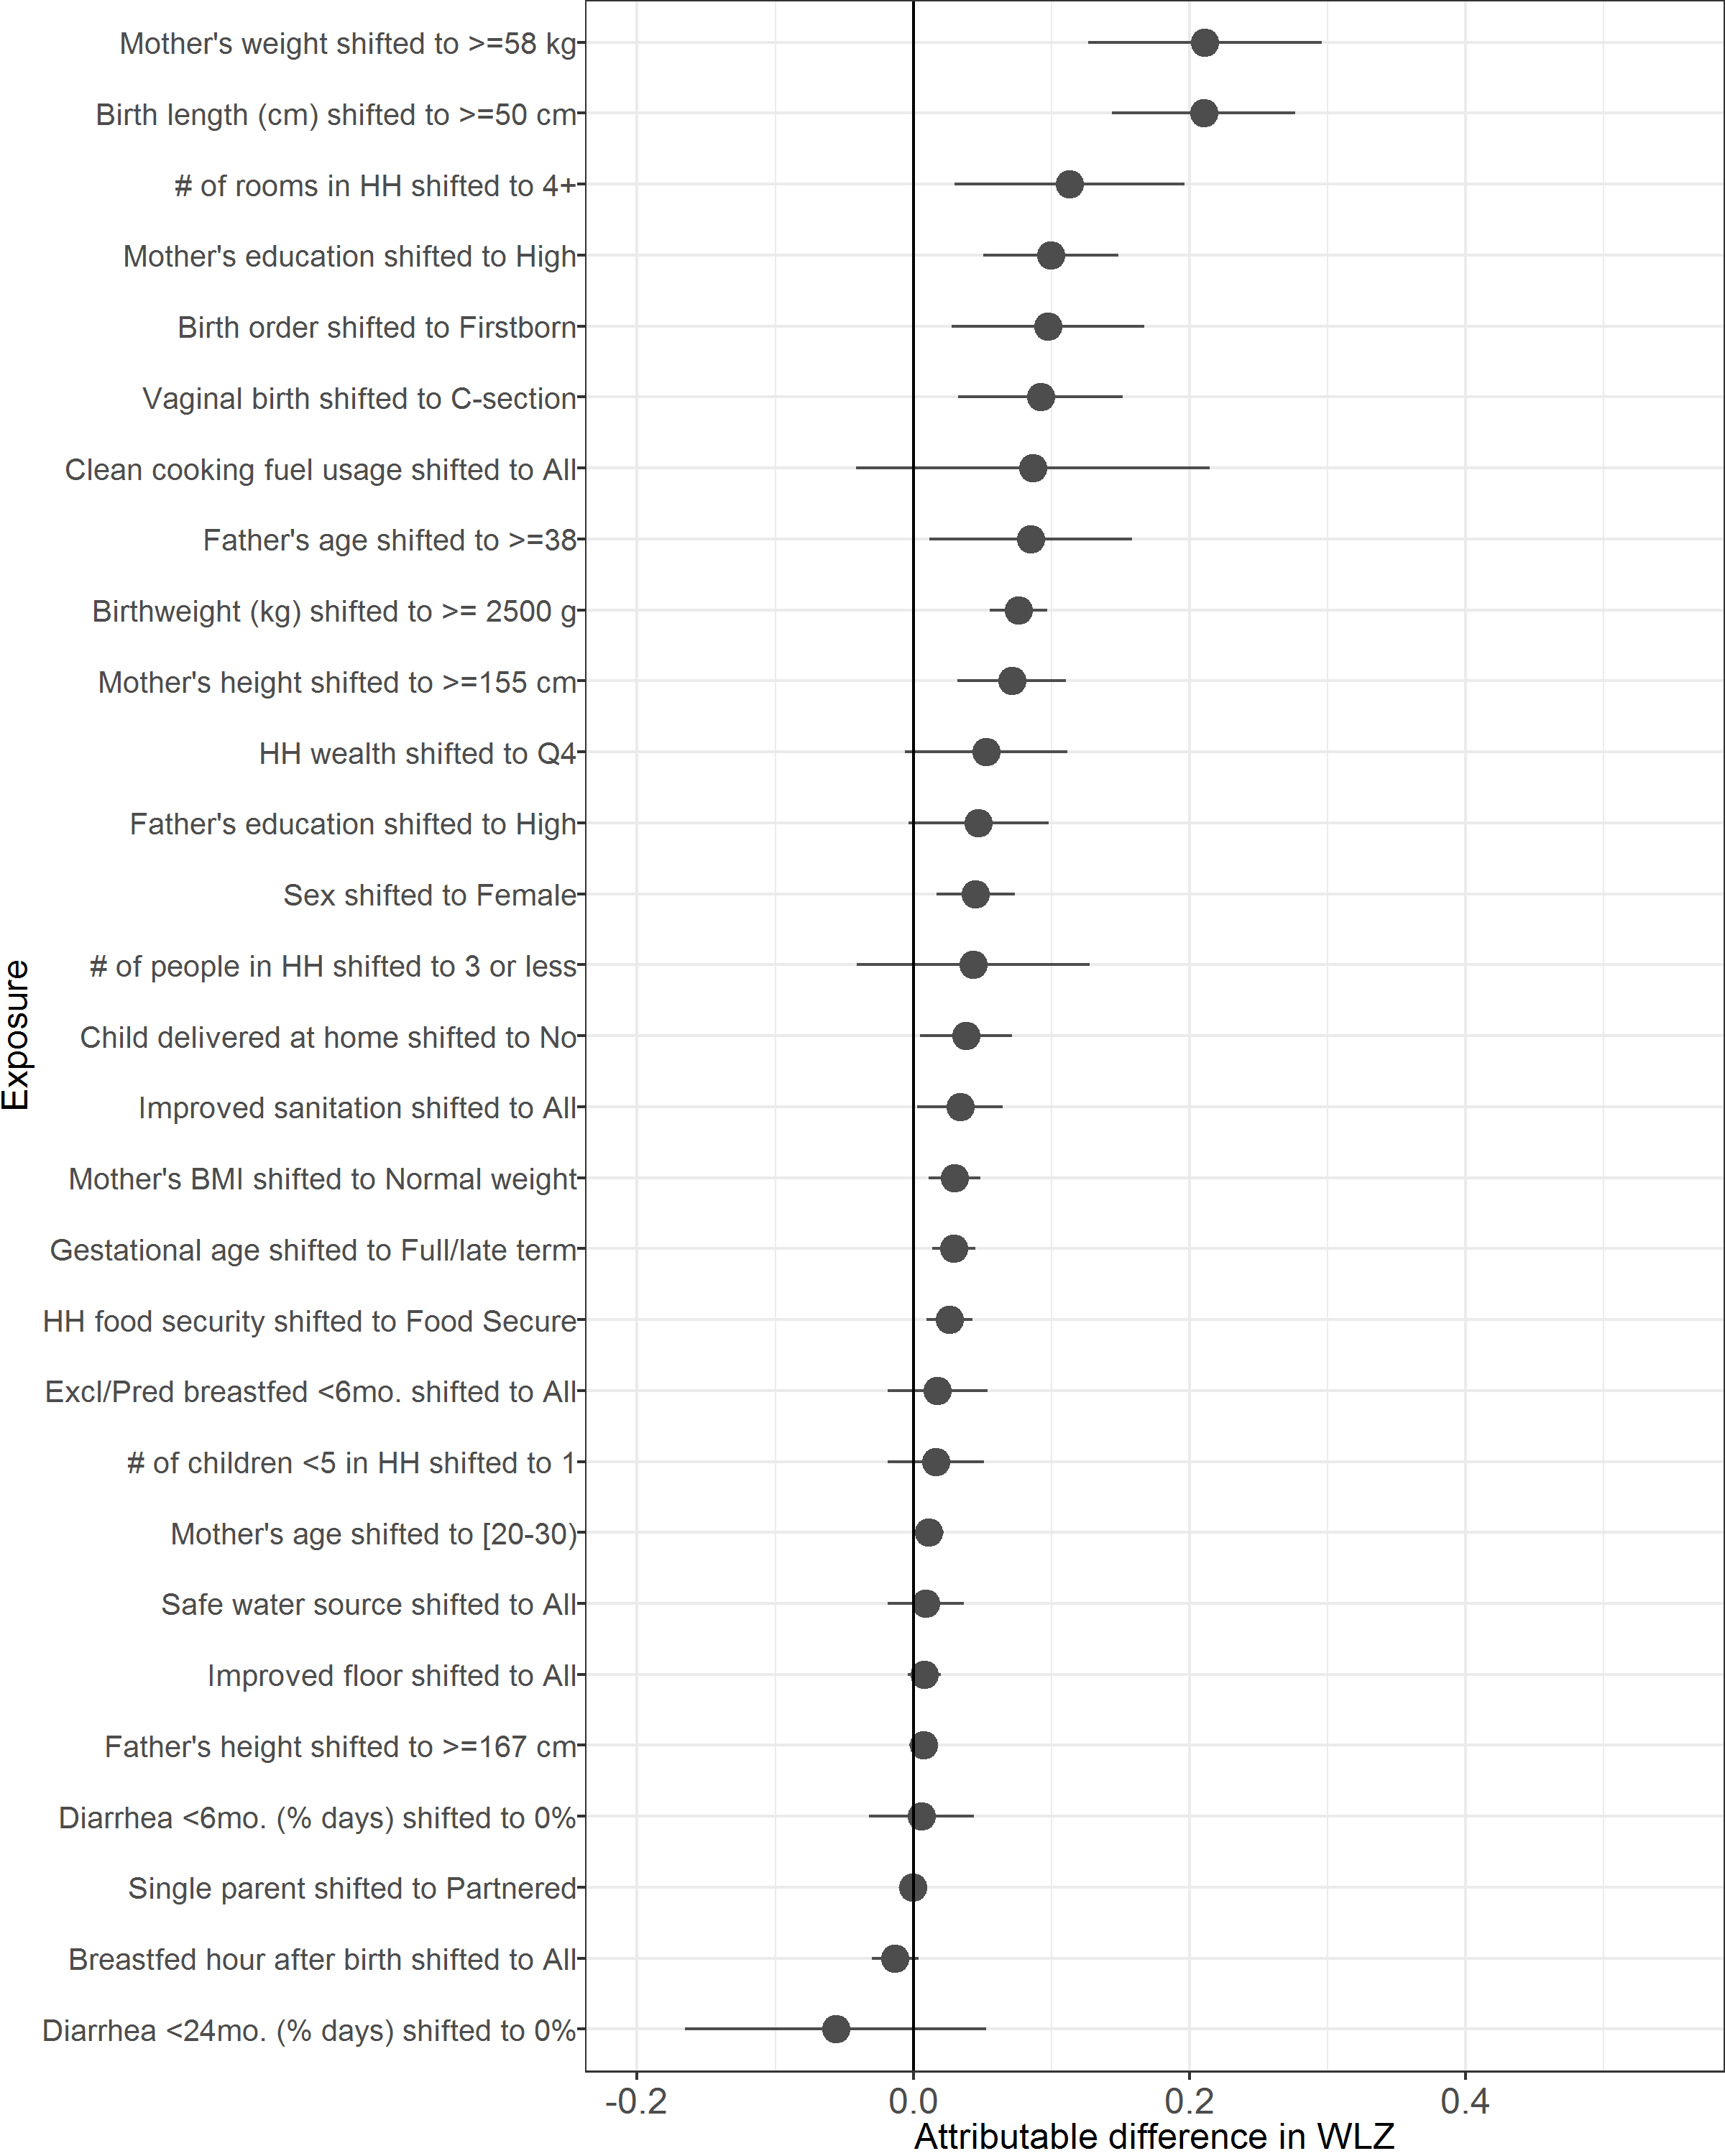 Mother's weight shifted to >=58 kg
Birth length (cm) shifted to >=50 cm
# of rooms in HH shifted to 4+
Mother's education shifted to High
Birth order shifted to Firstborn
Vaginal birth shifted to C-section
Clean cooking fuel usage shifted to All
Father's age shifted to >=38
Birthweight (kg) shifted to >= 2500 g
Mother's height shifted to >=155 cm
HH wealth shifted to Q4
Father's education shifted to High
Sex shifted to Female
# of people in HH shifted to 3 or less
Child delivered at home shifted to No
Improved sanitation shifted to All
Mother's BMI shifted to Normal weight
Gestational age shifted to Full/late term
HH food security shifted to Food Secure
Excl/Pred breastfed <6mo. shifted to All
# of children <5 in HH shifted to 1
Mother's age shifted to [20-30)
Safe water source shifted to All
Improved floor shifted to All
Father's height shifted to >=167 cm
Diarrhea <6mo. (% days) shifted to 0%
Single parent shifted to Partnered
Breastfed hour after birth shifted to All
Diarrhea <24mo. (% days) shifted to 0%
Exposure
-0.2 0.0 0.2 0.4
Attributable difference in WLZ